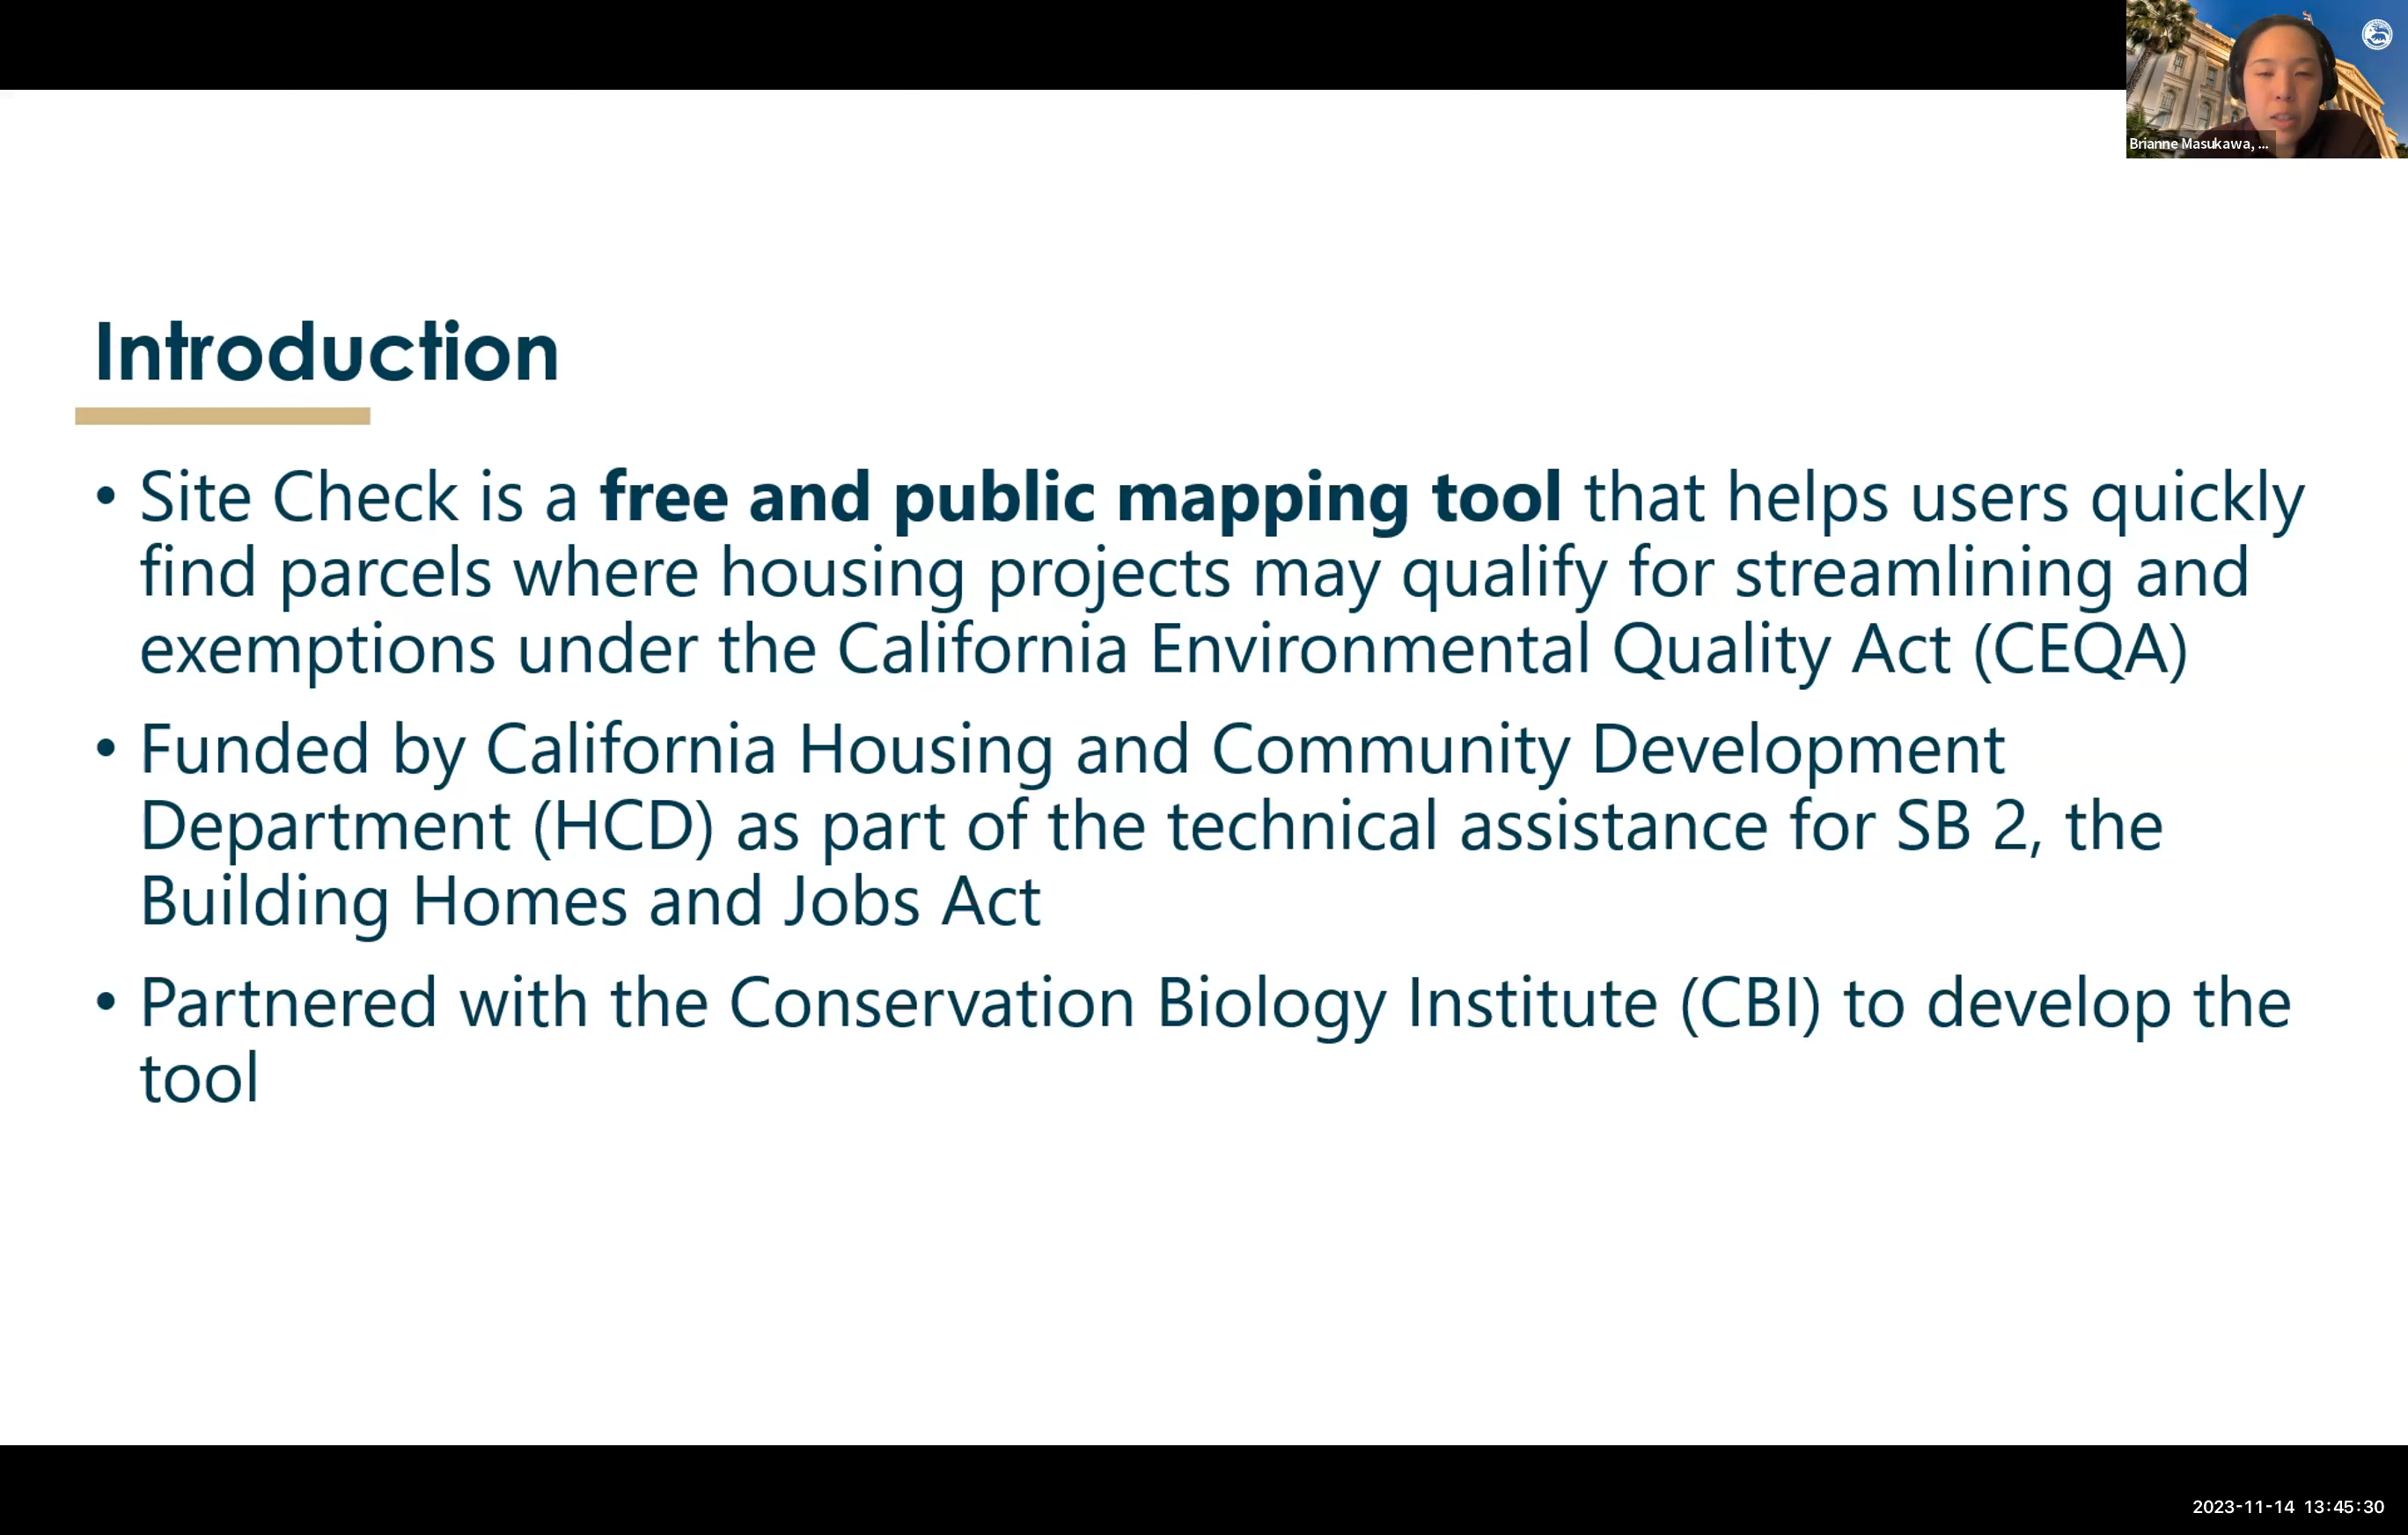 Brianne Masukawa, ...
Introduction
• Site Check is a free and public mapping tool that helps users quickly
find parcels where housing projects may qualify for streamlining and
exemptions under the California Environmental Quality Act (CEQA)
• Funded by California Housing and Community Development
Department (HCD) as part of the technical assistance for SB 2, the
Building Homes and Jobs Act
• Partnered with the Conservation Biology Institute (CBI) to develop the
tool
2023-11-14 13:45:30